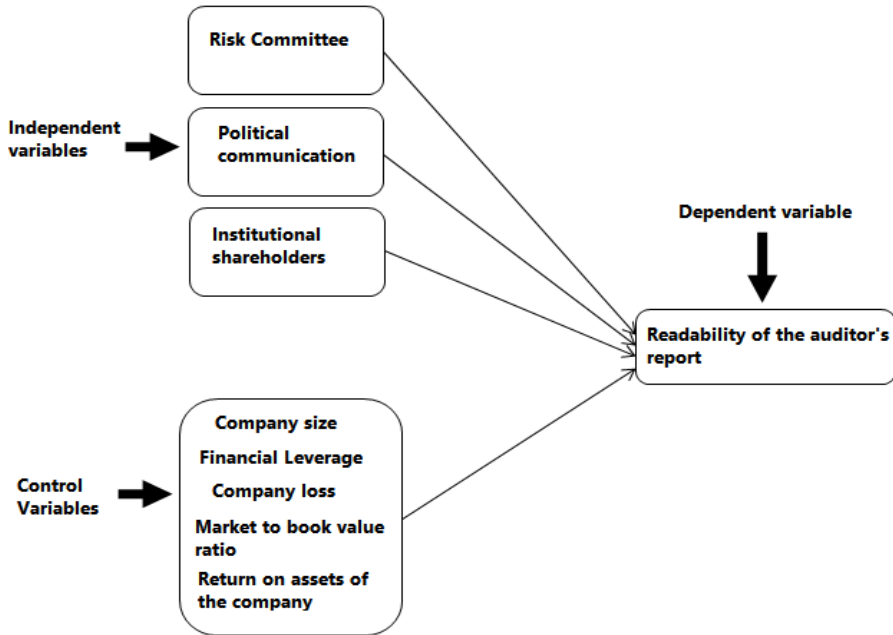 Risk Committee
Independent
variables
Political
communication
Institutional
shareholders
Dependent variable
Readability of the auditor's
report
Control
Variables
Company size
Financial Leverage
Company loss
Market to book value
ratio
Return on assets of
the company